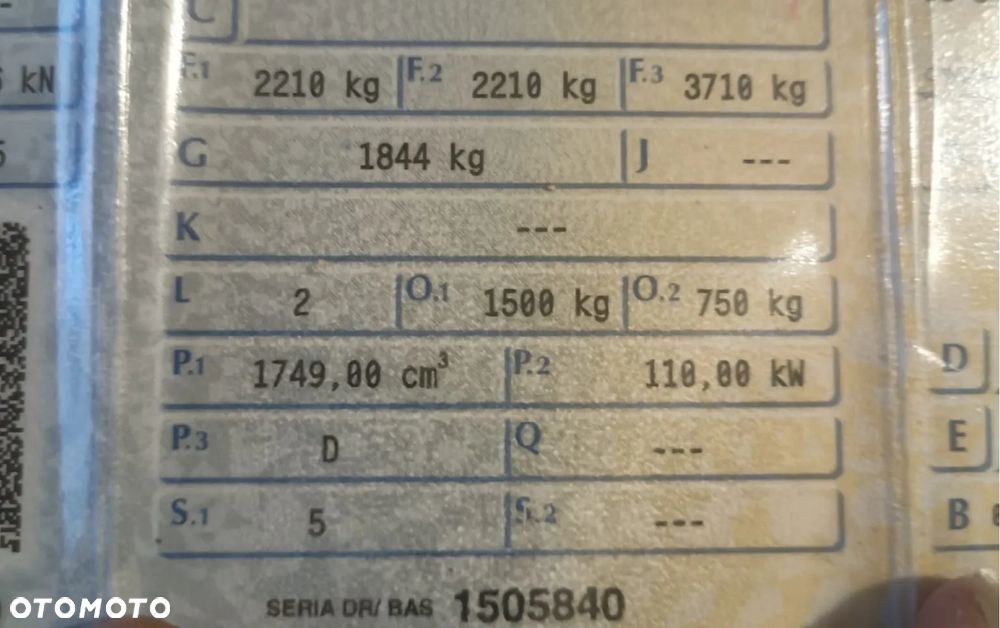 C
F.1 2210 kg F.2 2210 kg F.3 3710 kg
kN
G 1844 kg J ---
K ---
L 2 O.1 1500 kg O.2 750 kg
P.1 1749,00 cm³ P.2 110,00 kW
D
P.3 D Q ---
E
S.1 5 S.2 ---
B
OTOMOTO
SERIA DR/ BAS 1505840